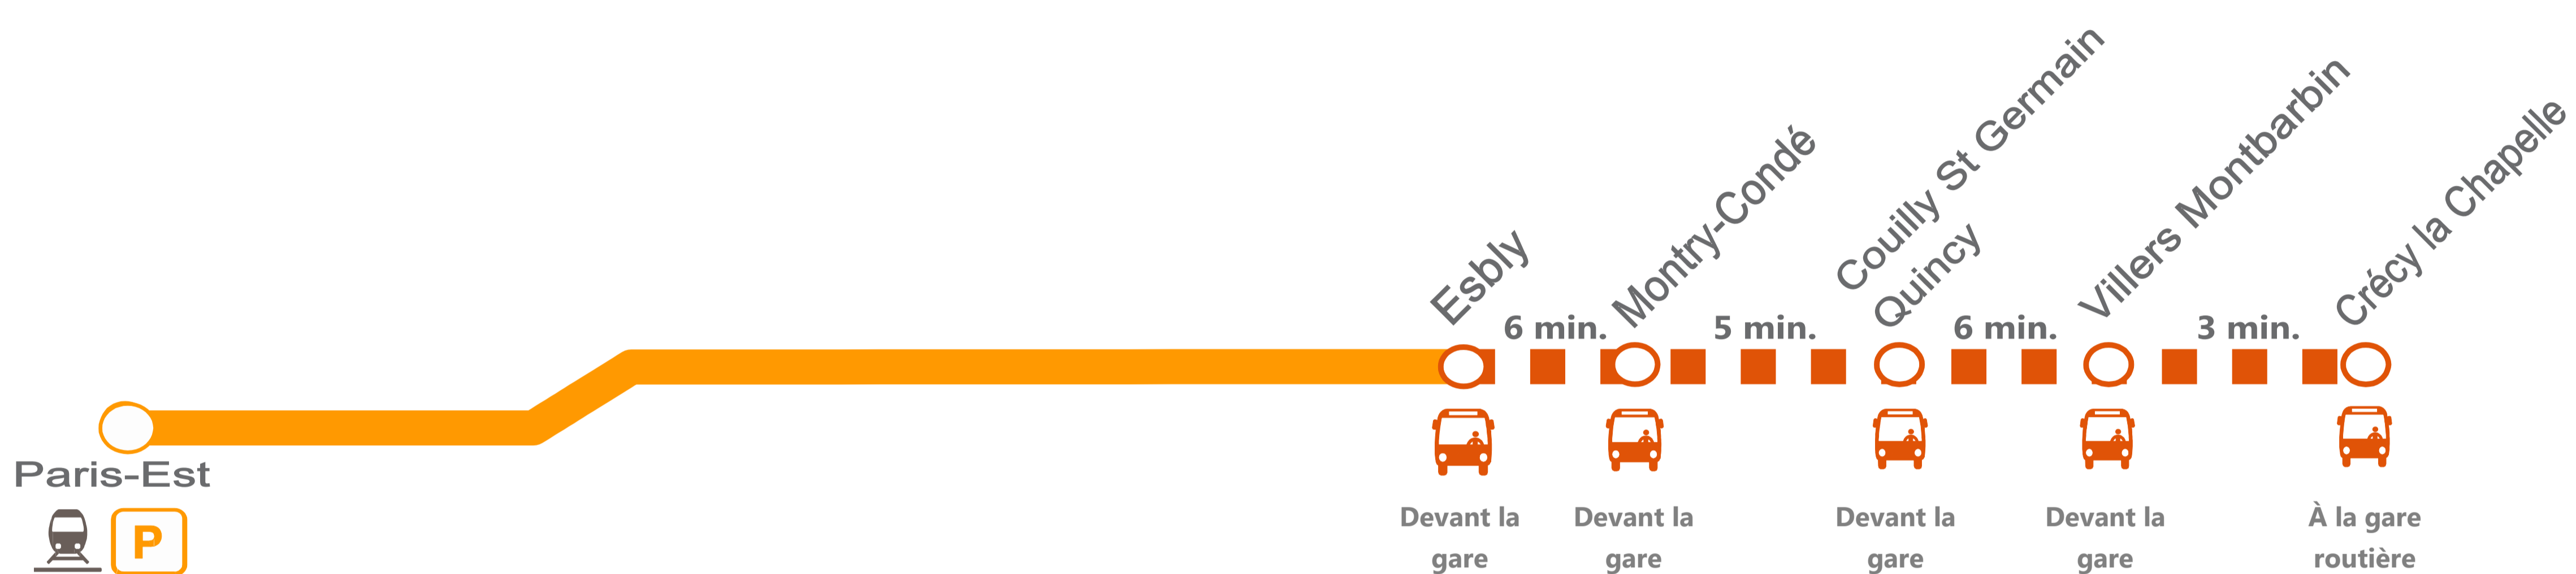 Paris-Est
P
Esbly
Montry-Condé
Couilly St Germain
Quincy
Villers Montbarbin
Crécy la Chapelle
6 min.
5 min.
6 min.
3 min.
Devant la
gare
Devant la
gare
Devant la
gare
Devant la
gare
À la gare
routière